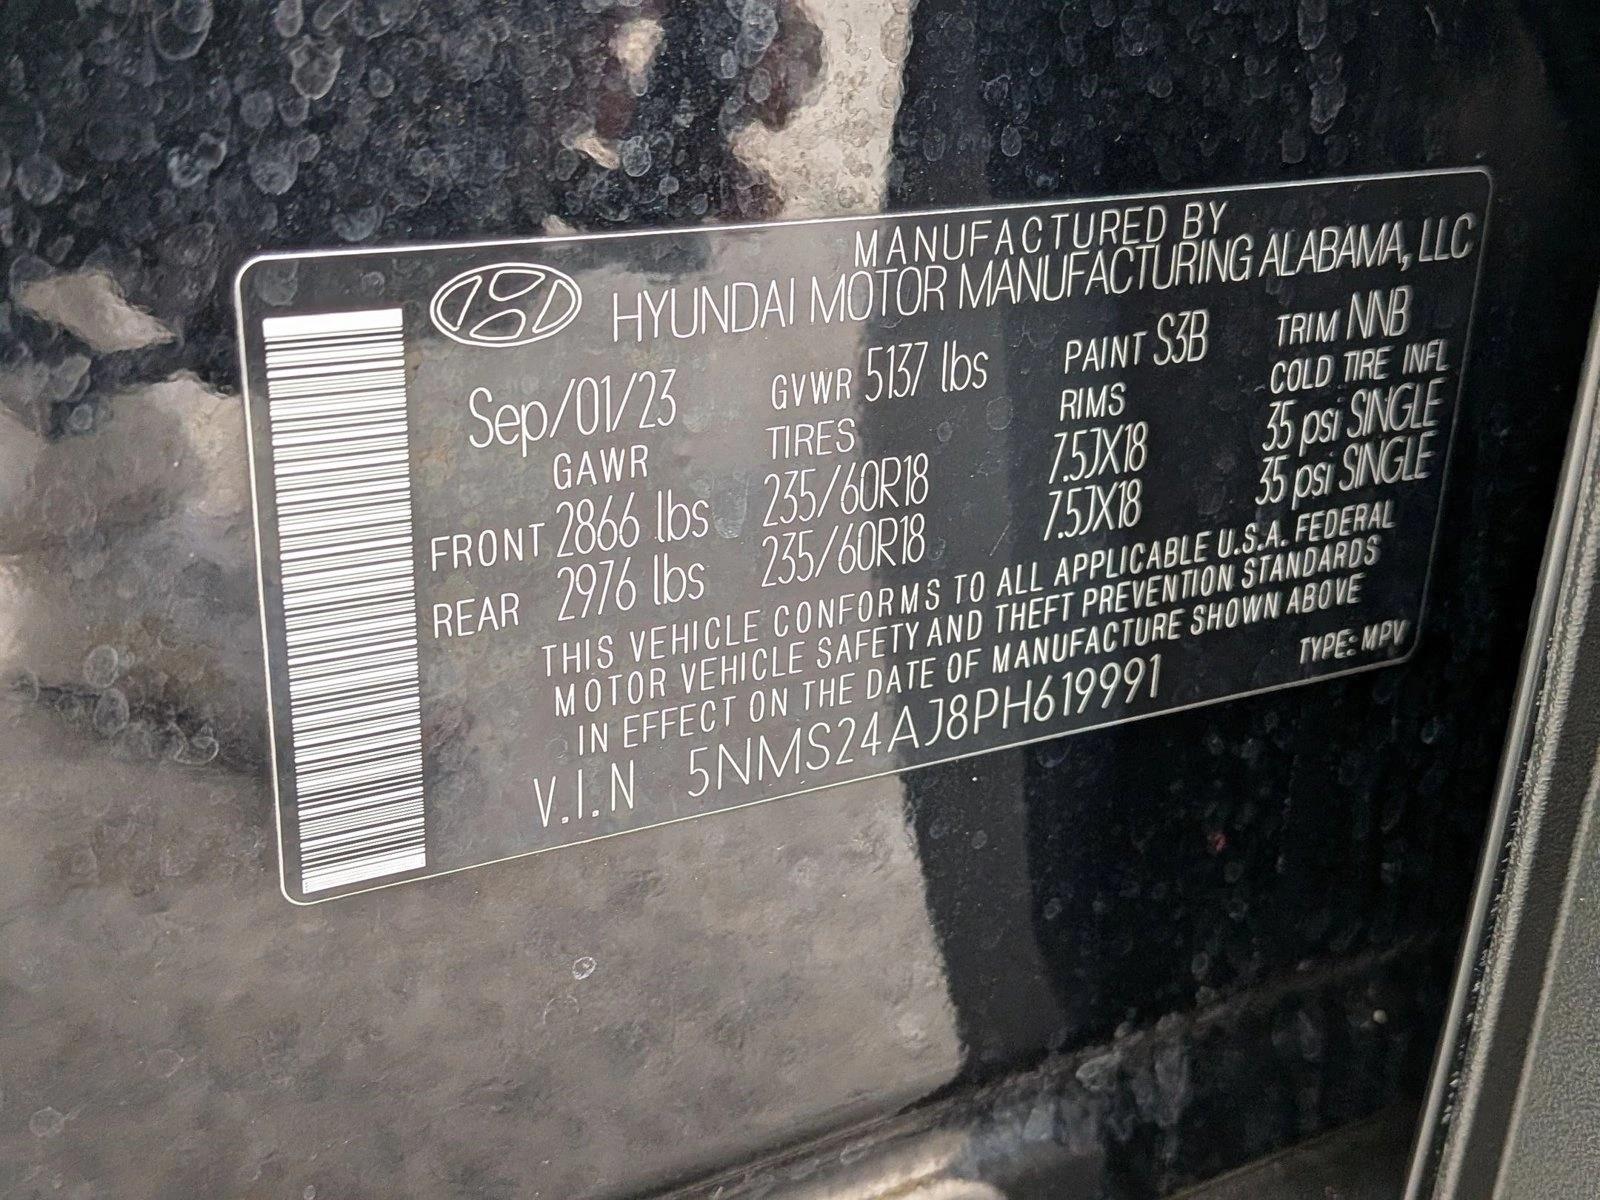 MANUFACTURED BY
HYUNDAI MOTOR MANUFACTURING ALABAMA, LLC
Sep/01/23 GVWR 5137 lbs PAINT S3B TRIM NNB
GAWR TIRES RIMS COLD TIRE INFL
FRONT 2866 lbs 235/60R18 7.5JX18 35 psi SINGLE
REAR 2976 lbs 235/60R18 7.5JX18 35 psi SINGLE
THIS VEHICLE CONFORMS TO ALL APPLICABLE U.S.A. FEDERAL
MOTOR VEHICLE SAFETY AND THEFT PREVENTION STANDARDS
IN EFFECT ON THE DATE OF MANUFACTURE SHOWN ABOVE
V.I.N 5NMS24AJ8PH619991 TYPE: MPV